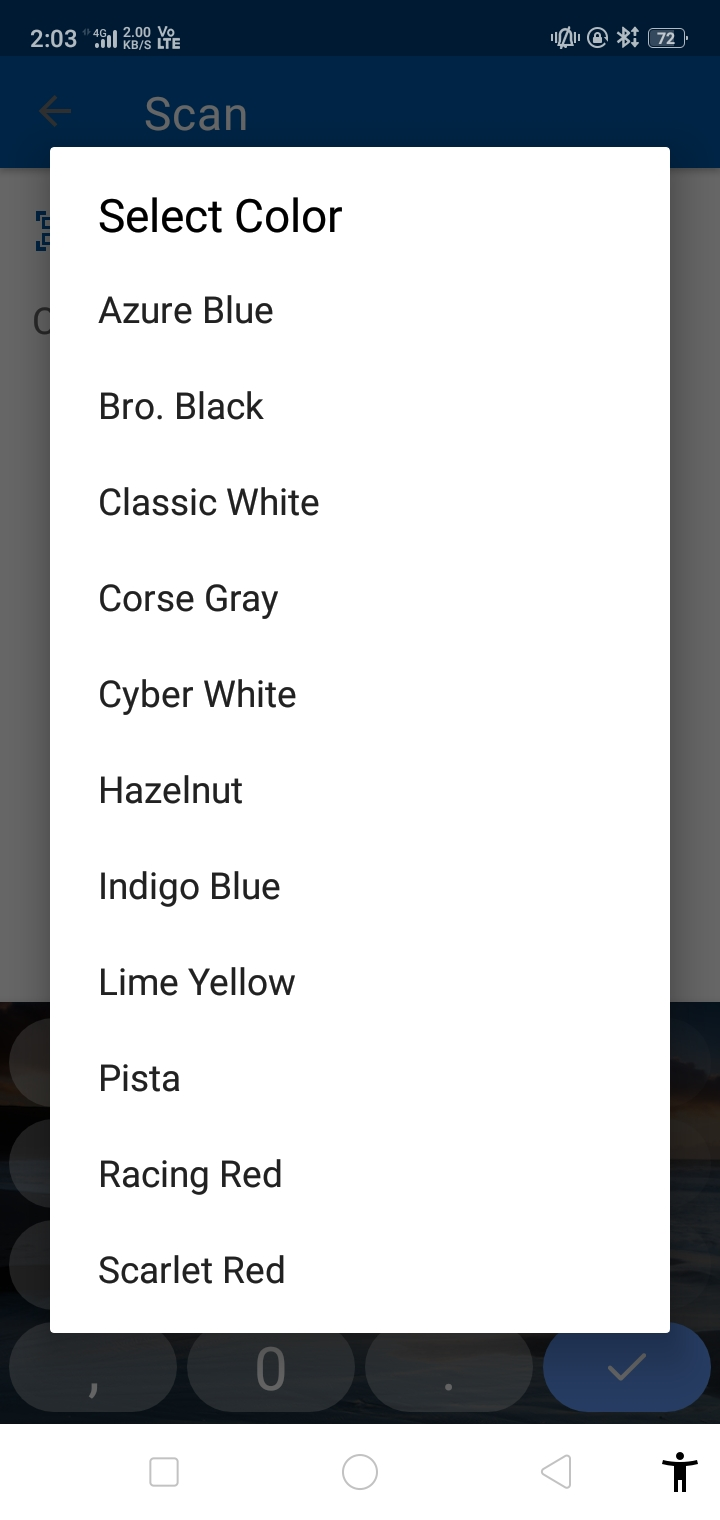 2:03 4G 2.00 KB/S Vo LTE 72
Scan
Select Color
C
Azure Blue
Bro. Black
Classic White
Corse Gray
Cyber White
Hazelnut
Indigo Blue
Lime Yellow
Pista
Racing Red
Scarlet Red
, 0 .